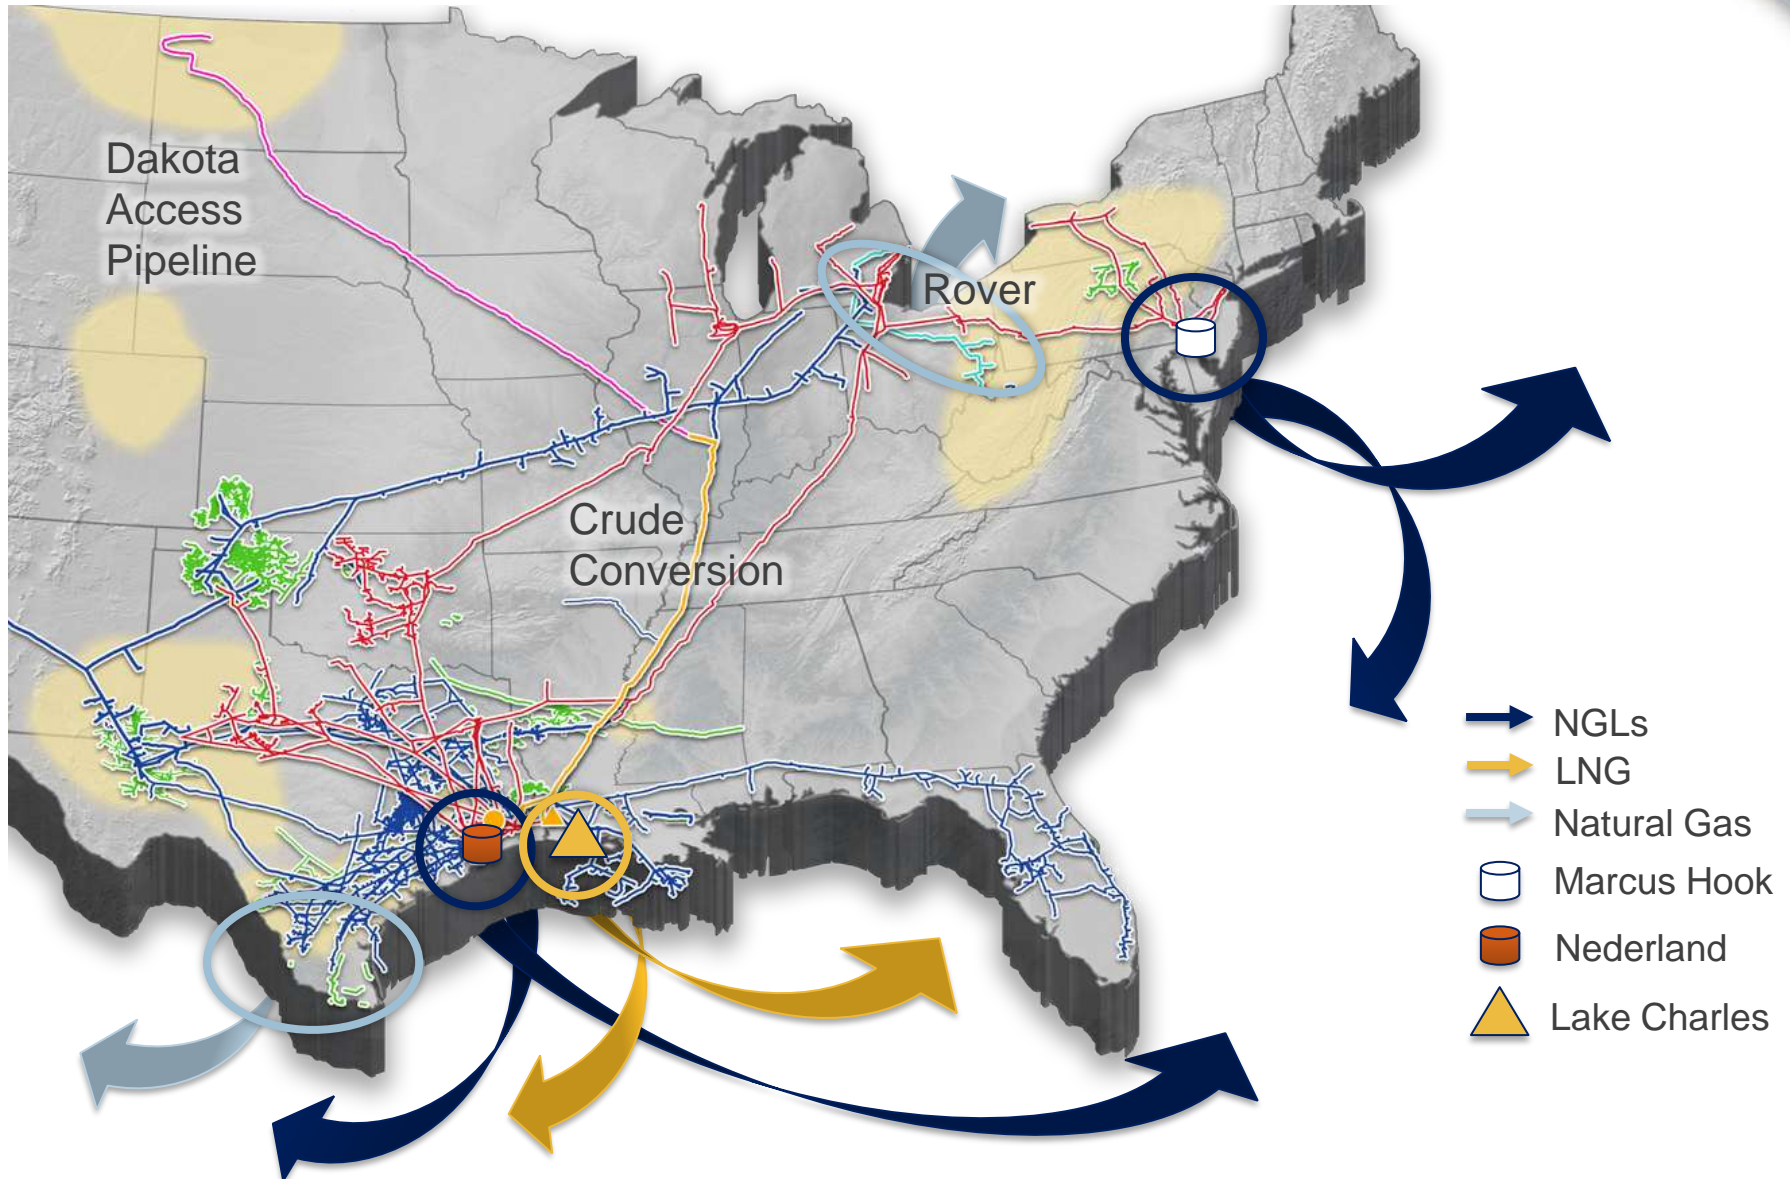 Dakota
Access
Pipeline
Rover
Crude
Conversion
NGLs
LNG
Natural Gas
Marcus Hook
Nederland
Lake Charles